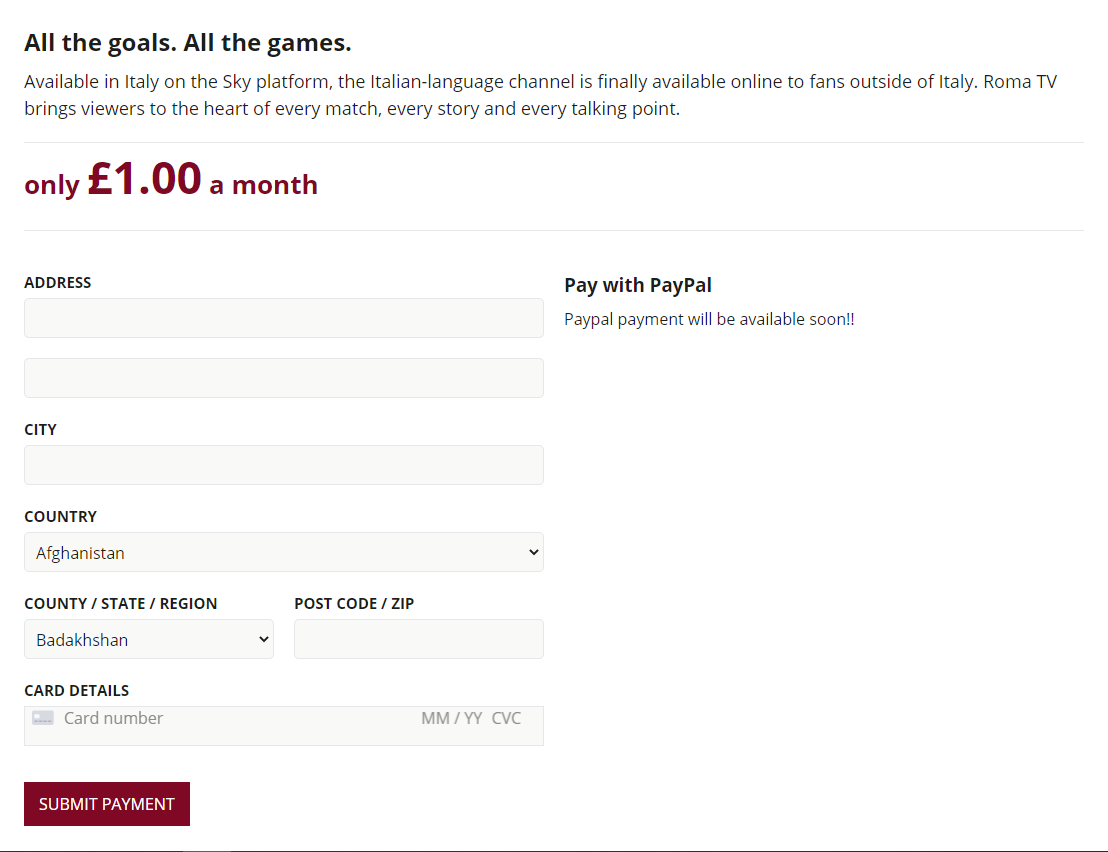 All the goals. All the games.
Available in Italy on the Sky platform, the Italian-language channel is finally available online to fans outside of Italy. Roma TV
brings viewers to the heart of every match, every story and every talking point.
only £1.00 a month
ADDRESS
Pay with PayPal
Paypal payment will be available soon!!
CITY
COUNTRY
Afghanistan
COUNTY / STATE / REGION POST CODE / ZIP
Badakhshan
CARD DETAILS
Card number MM / YY CVC
SUBMIT PAYMENT